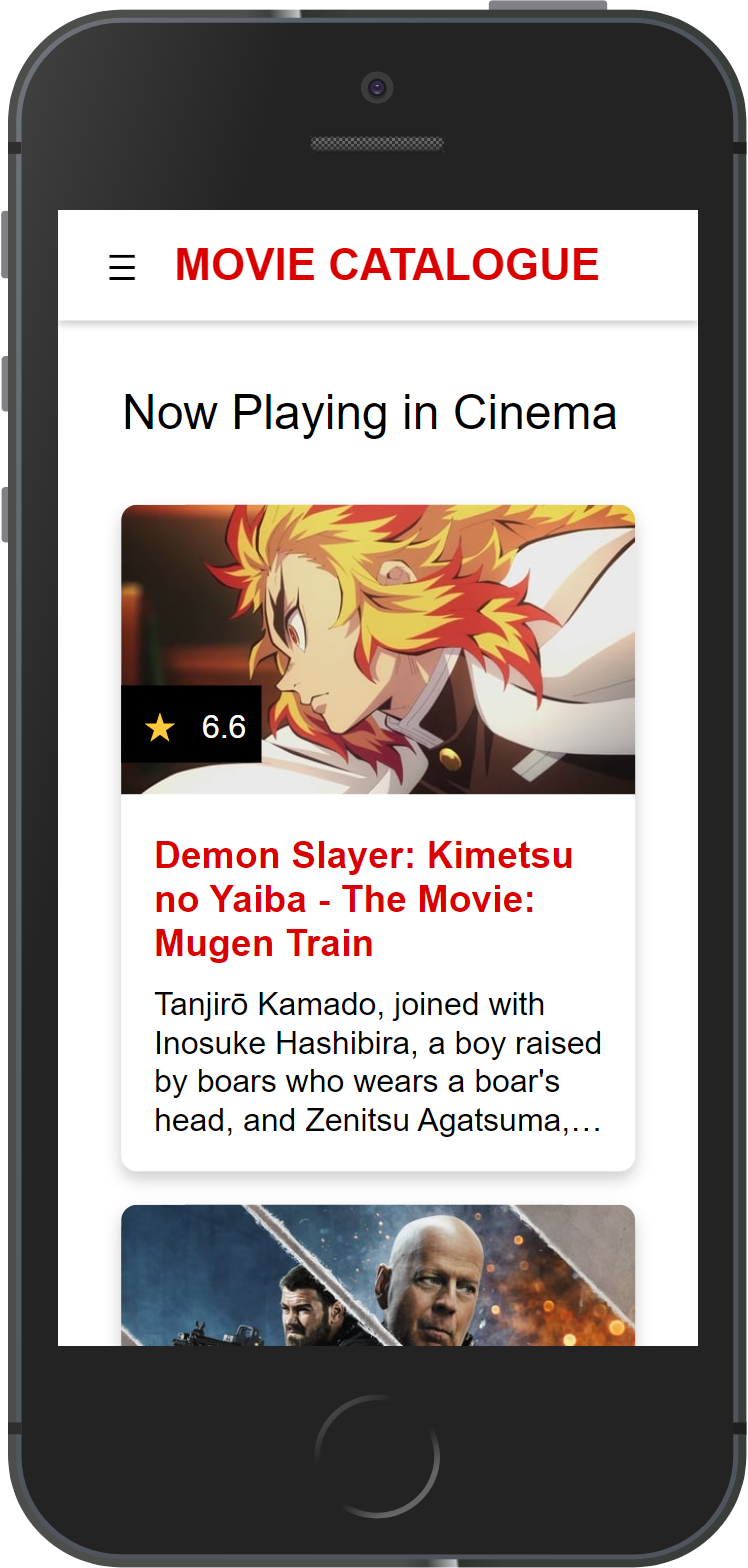 ☰ MOVIE CATALOGUE
Now Playing in Cinema
★ 6.6
Demon Slayer: Kimetsu
no Yaiba - The Movie:
Mugen Train
Tanjirō Kamado, joined with
Inosuke Hashibira, a boy raised
by boars who wears a boar's
head, and Zenitsu Agatsuma,…